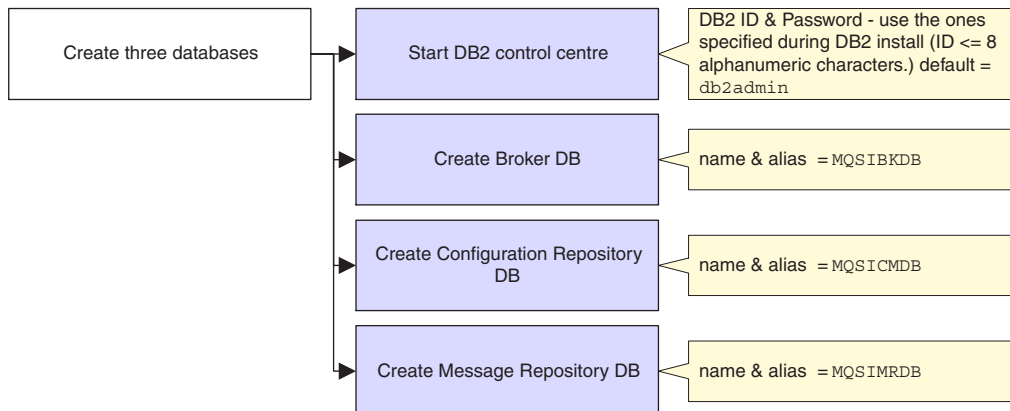 Create three databases
Start DB2 control centre
DB2 ID & Password - use the ones
specified during DB2 install (ID <= 8
alphanumeric characters.) default =
db2admin
Create Broker DB
name & alias = MQSIBKDB
Create Configuration Repository
DB
name & alias = MQSICMDB
Create Message Repository DB
name & alias = MQSIMRDB